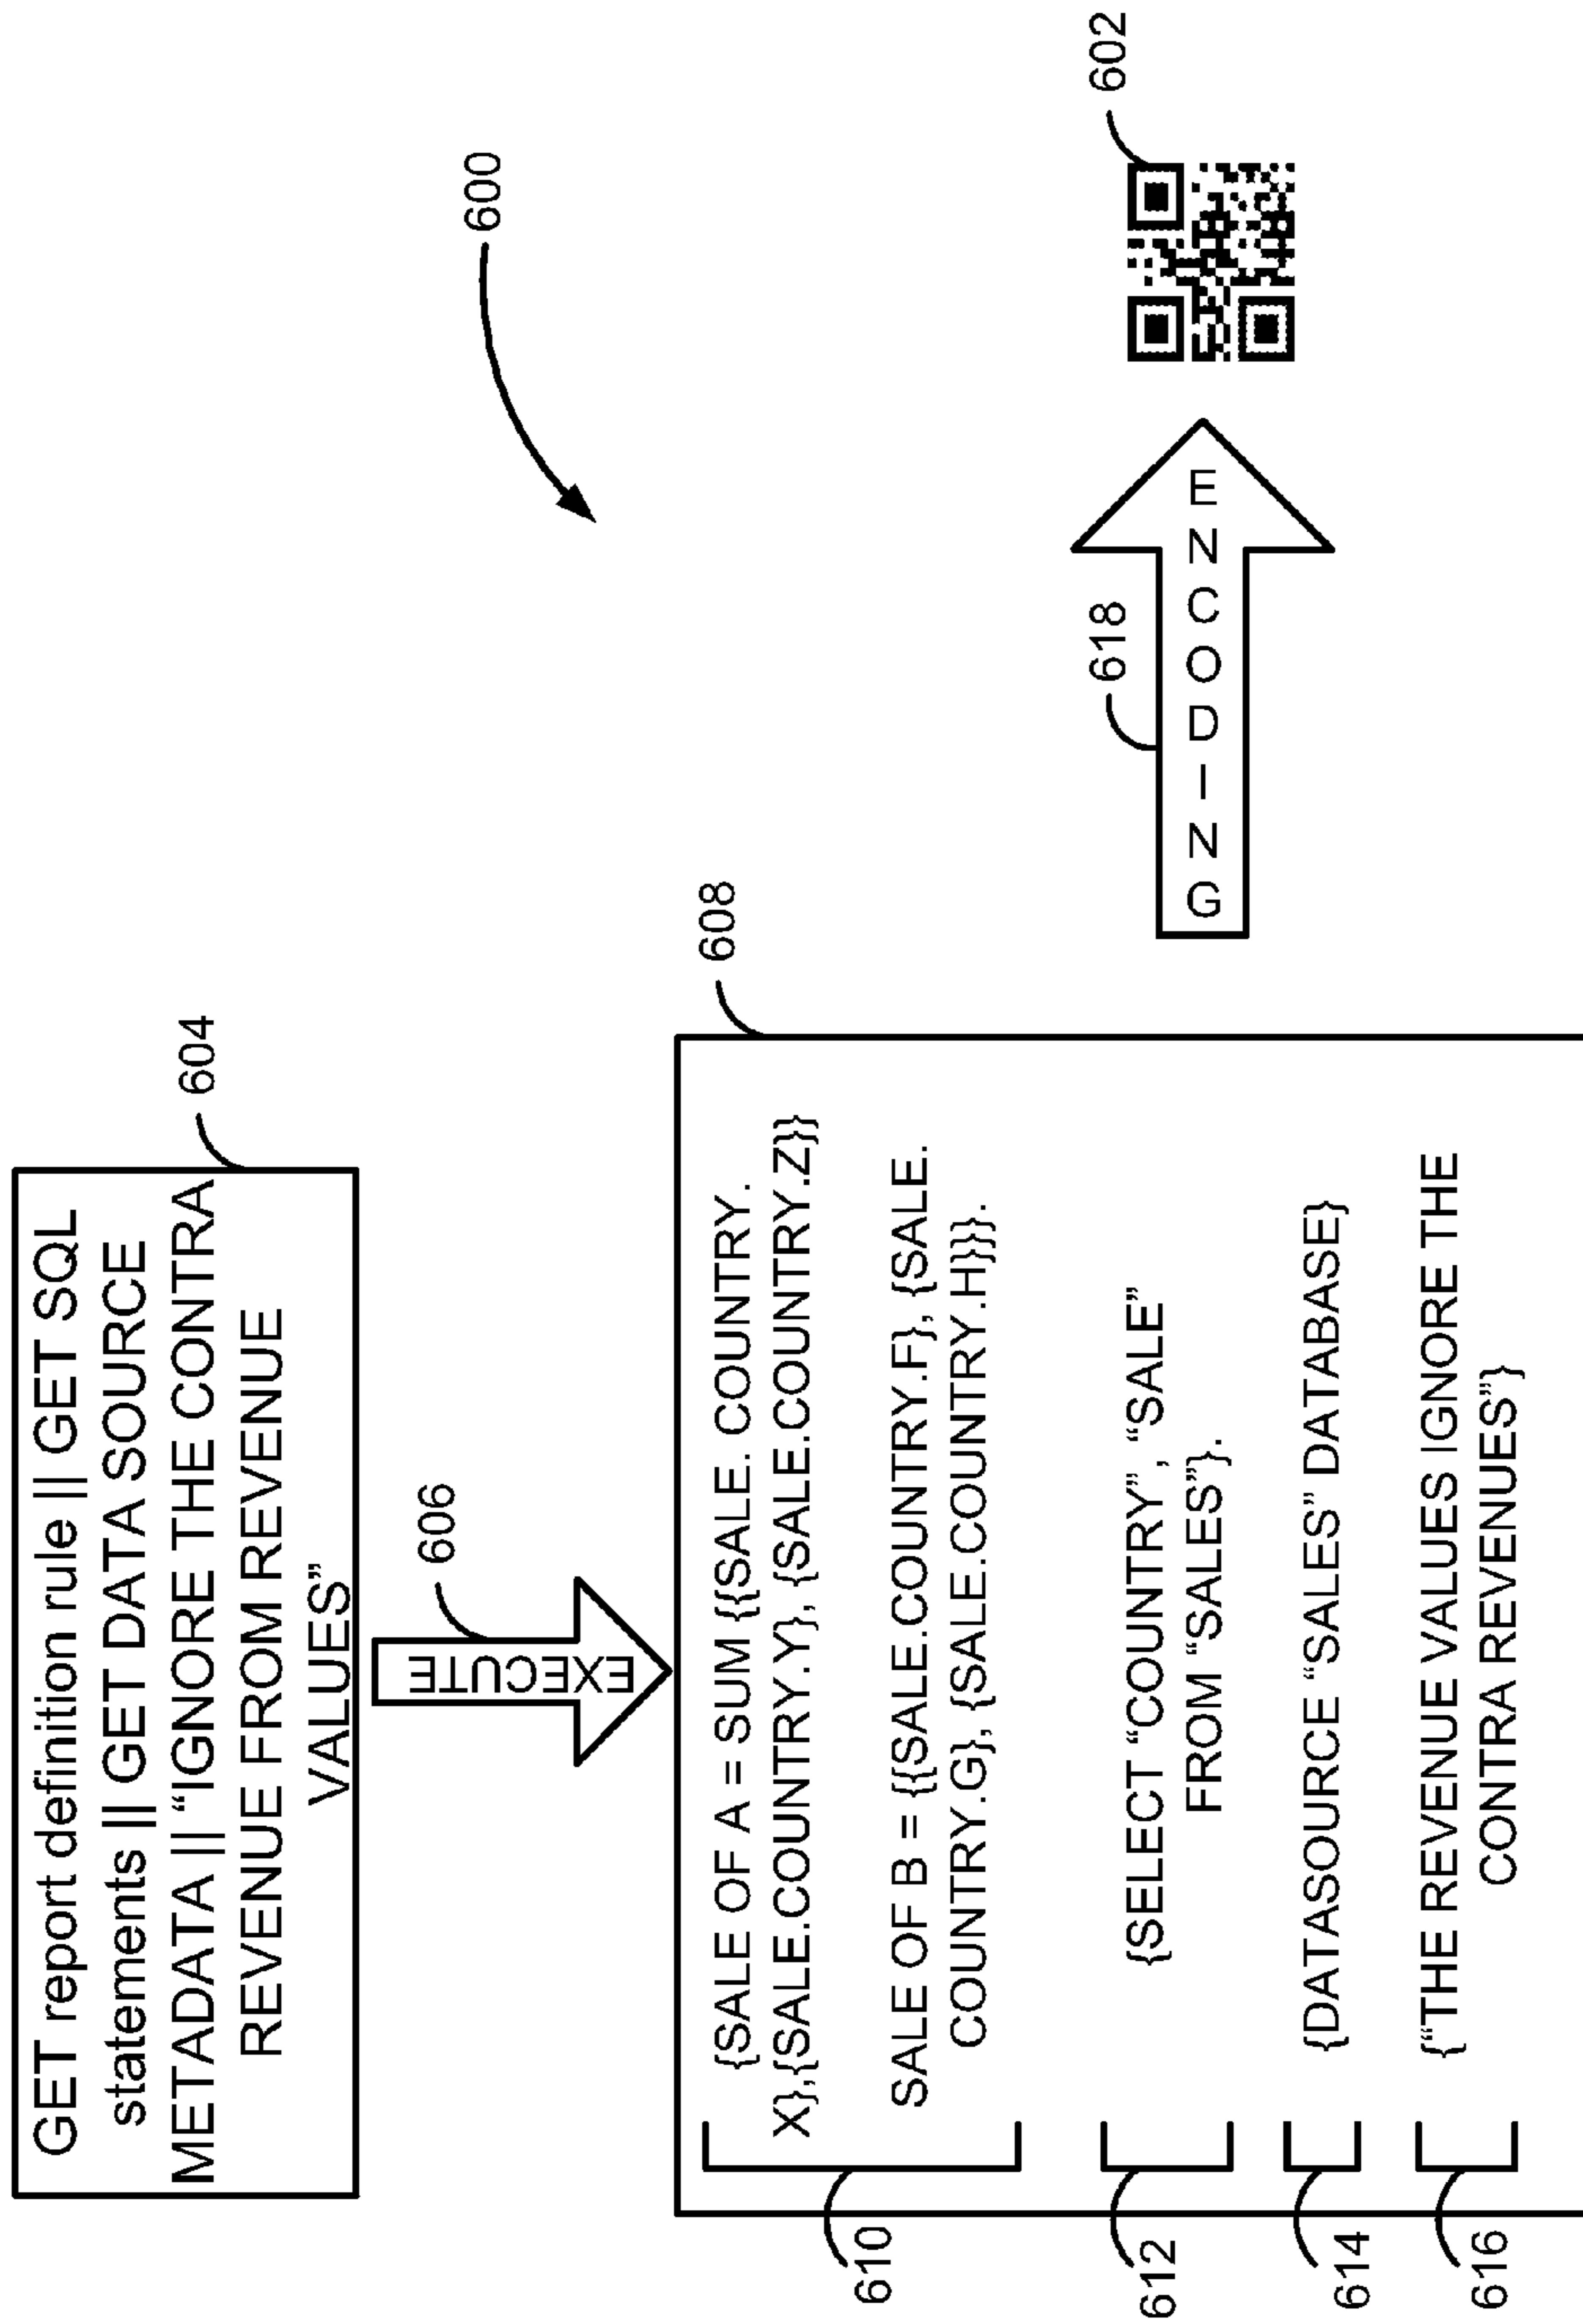 GET report definition rule || GET SQL
statements || GET DATA SOURCE
METADATA || “IGNORE THE CONTRA
REVENUE FROM REVENUE
VALUES”
604
600
EXECUTE
606
608
610
{SALE OF A = SUM {{SALE. COUNTRY.
X},{SALE.COUNTRY.Y}, {SALE.COUNTRY.Z}}
SALE OF B = {{SALE.COUNTRY.F}, {SALE.
COUNTRY.G}, {SALE.COUNTRY.H}}}.
612
{SELECT “COUNTRY”, “SALE”
FROM “SALES”}.
614
{DATASOURCE “SALES” DATABASE}
616
{“THE REVENUE VALUES IGNORE THE
CONTRA REVENUES”}
618
ENCODING
602